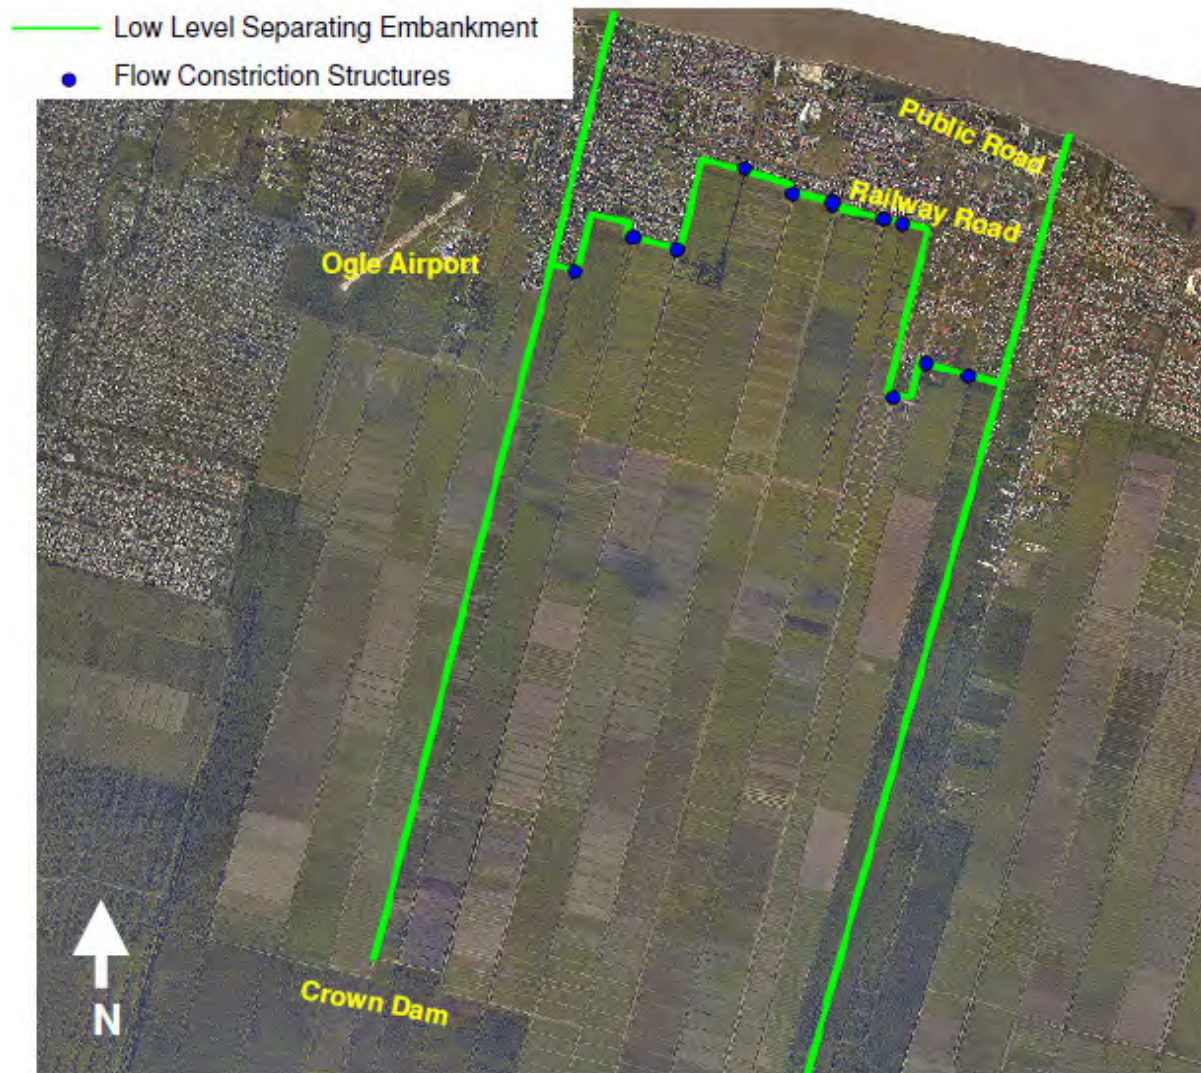 Low Level Separating Embankment
Flow Constriction Structures
Public Road
Railway Road
Ogle Airport
Crown Dam
N